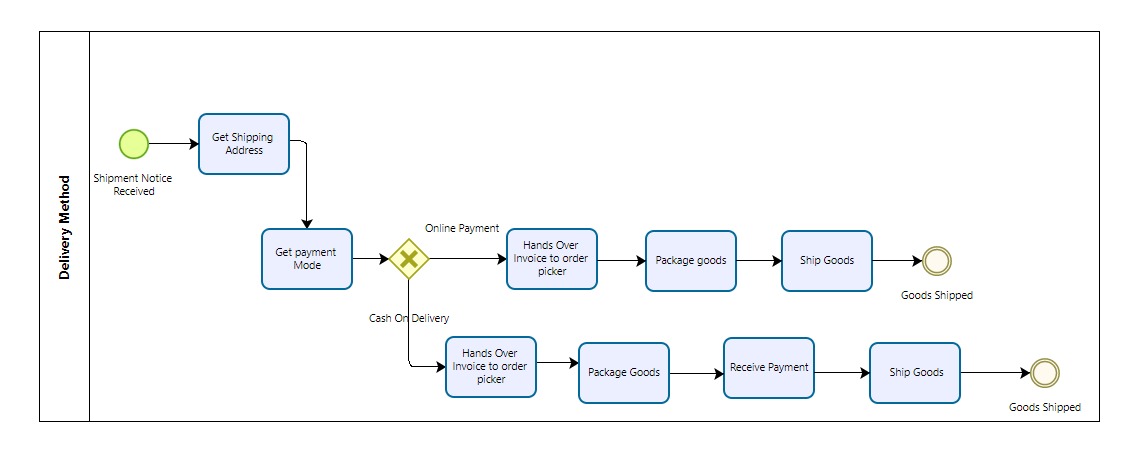 Delivery Method
Shipment Notice
Received
Get Shipping
Address
Get payment
Mode
Online Payment
Hands Over
Invoice to order
picker
Package goods
Ship Goods
Goods Shipped
Cash On Delivery
Hands Over
Invoice to order
picker
Package Goods
Receive Payment
Ship Goods
Goods Shipped